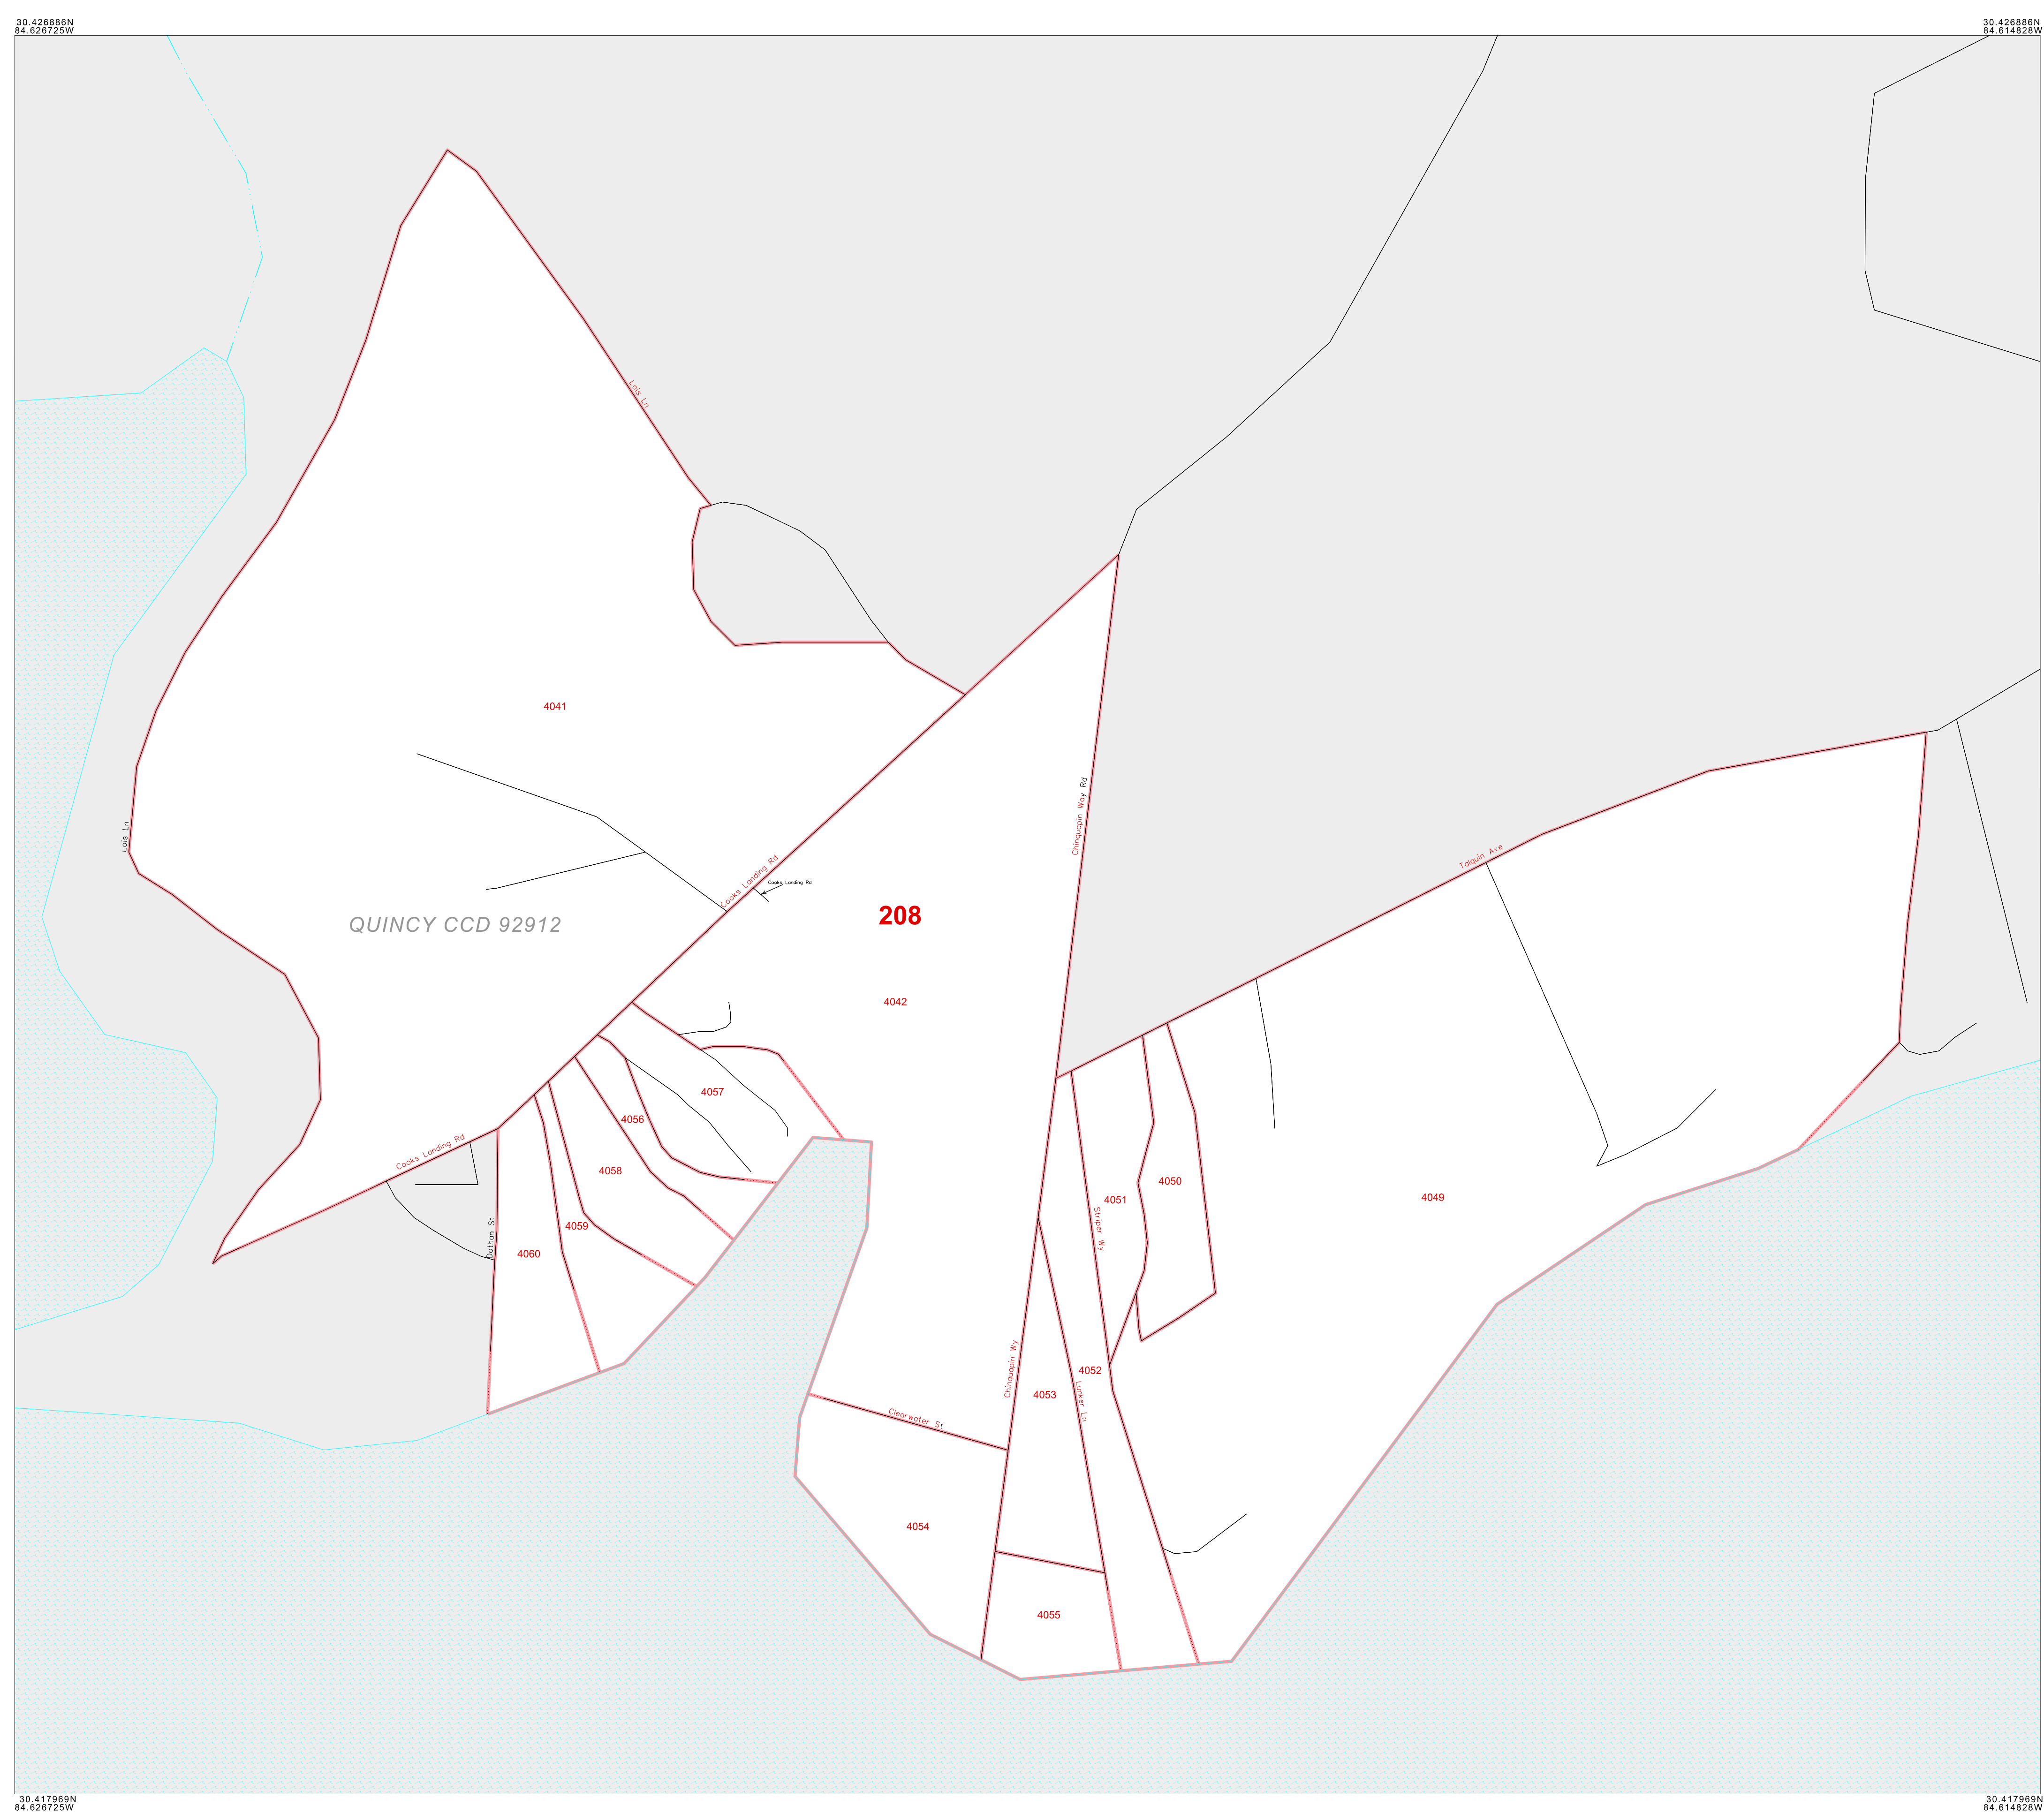 30.426886N
84.626725W
30.426886N
84.614828W
Lois Ln
4041
Chinquapin Way Rd
Lois Ln
Talquin Ave
Cooks Landing Rd
Cooks Landing Rd
208
QUINCY CCD 92912
4042
4057
4056
Cooks Landing Rd
4058
4050
4051
4049
Striper Wy
4059
Dothan St
4060
Chinquapin Wy
4052
4053
Lunker Ln
Clearwater St
4054
4055
30.417969N
84.626725W
30.417969N
84.614828W